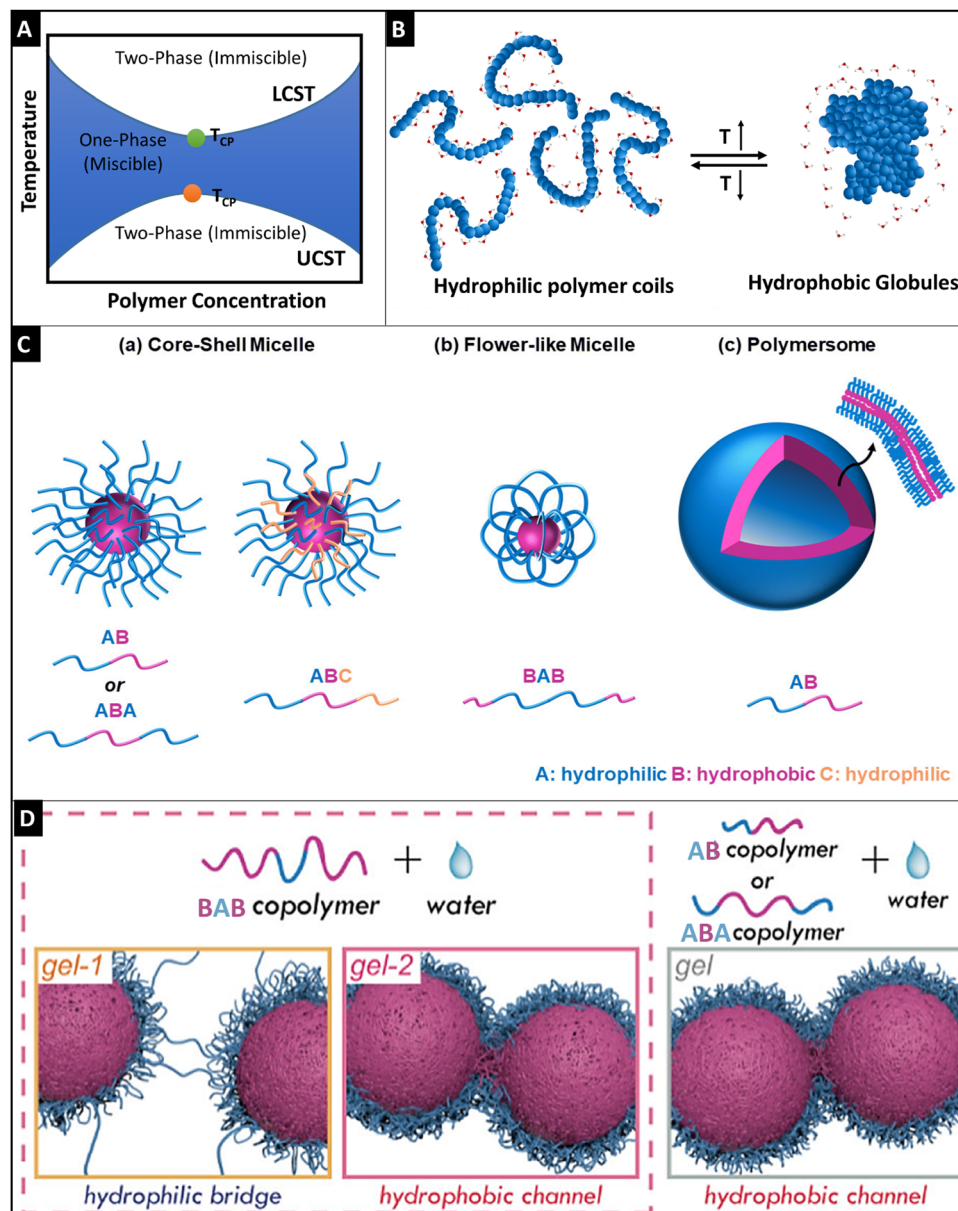 A
Two-Phase (Immiscible)
LCST
TCP
One-Phase
(Miscible)
TCP
Two-Phase (Immiscible)
UCST
Temperature
Polymer Concentration
B
T
T
Hydrophilic polymer coils
Hydrophobic Globules
C
(a) Core-Shell Micelle
(b) Flower-like Micelle
(c) Polymersome
AB
or
ABA
ABC
BAB
AB
A: hydrophilic B: hydrophobic C: hydrophilic
D
BAB copolymer
+
water
AB copolymer
or
ABA copolymer
+
water
gel-1
hydrophilic bridge
gel-2
hydrophobic channel
gel
hydrophobic channel